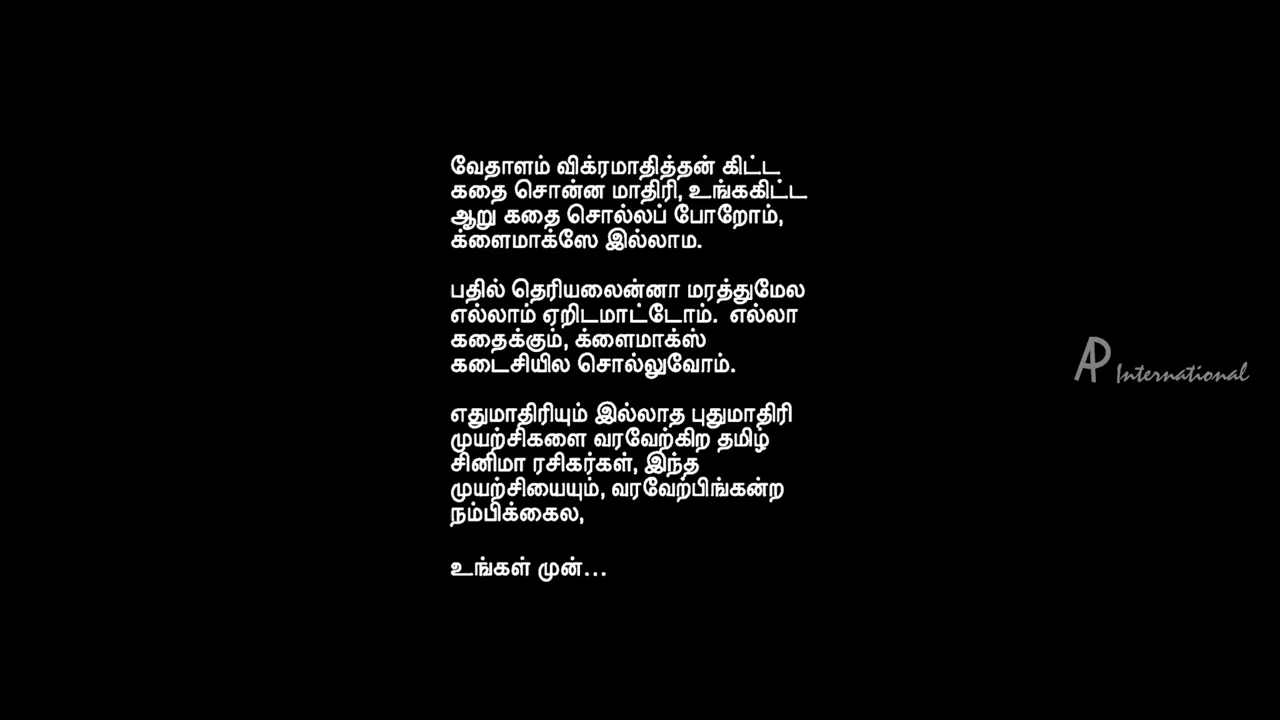 வேதாளம் விக்ரமாதித்தன் கிட்ட
கதை சொன்ன மாதிரி, உங்ககிட்ட
ஆறு கதை சொல்லப் போறோம்,
க்ளைமாக்ஸே இல்லாம.
பதில் தெரியலைன்னா மரத்துமேல
எல்லாம் ஏறிடமாட்டோம். எல்லா
கதைக்கும், க்ளைமாக்ஸ்
கடைசியில சொல்லுவோம்.
எதுமாதிரியும் இல்லாத புதுமாதிரி
முயற்சிகளை வரவேற்கிற தமிழ்
சினிமா ரசிகர்கள், இந்த
முயற்சியையும், வரவேற்பிங்கன்ற
நம்பிக்கைல,
உங்கள் முன்...
AP International